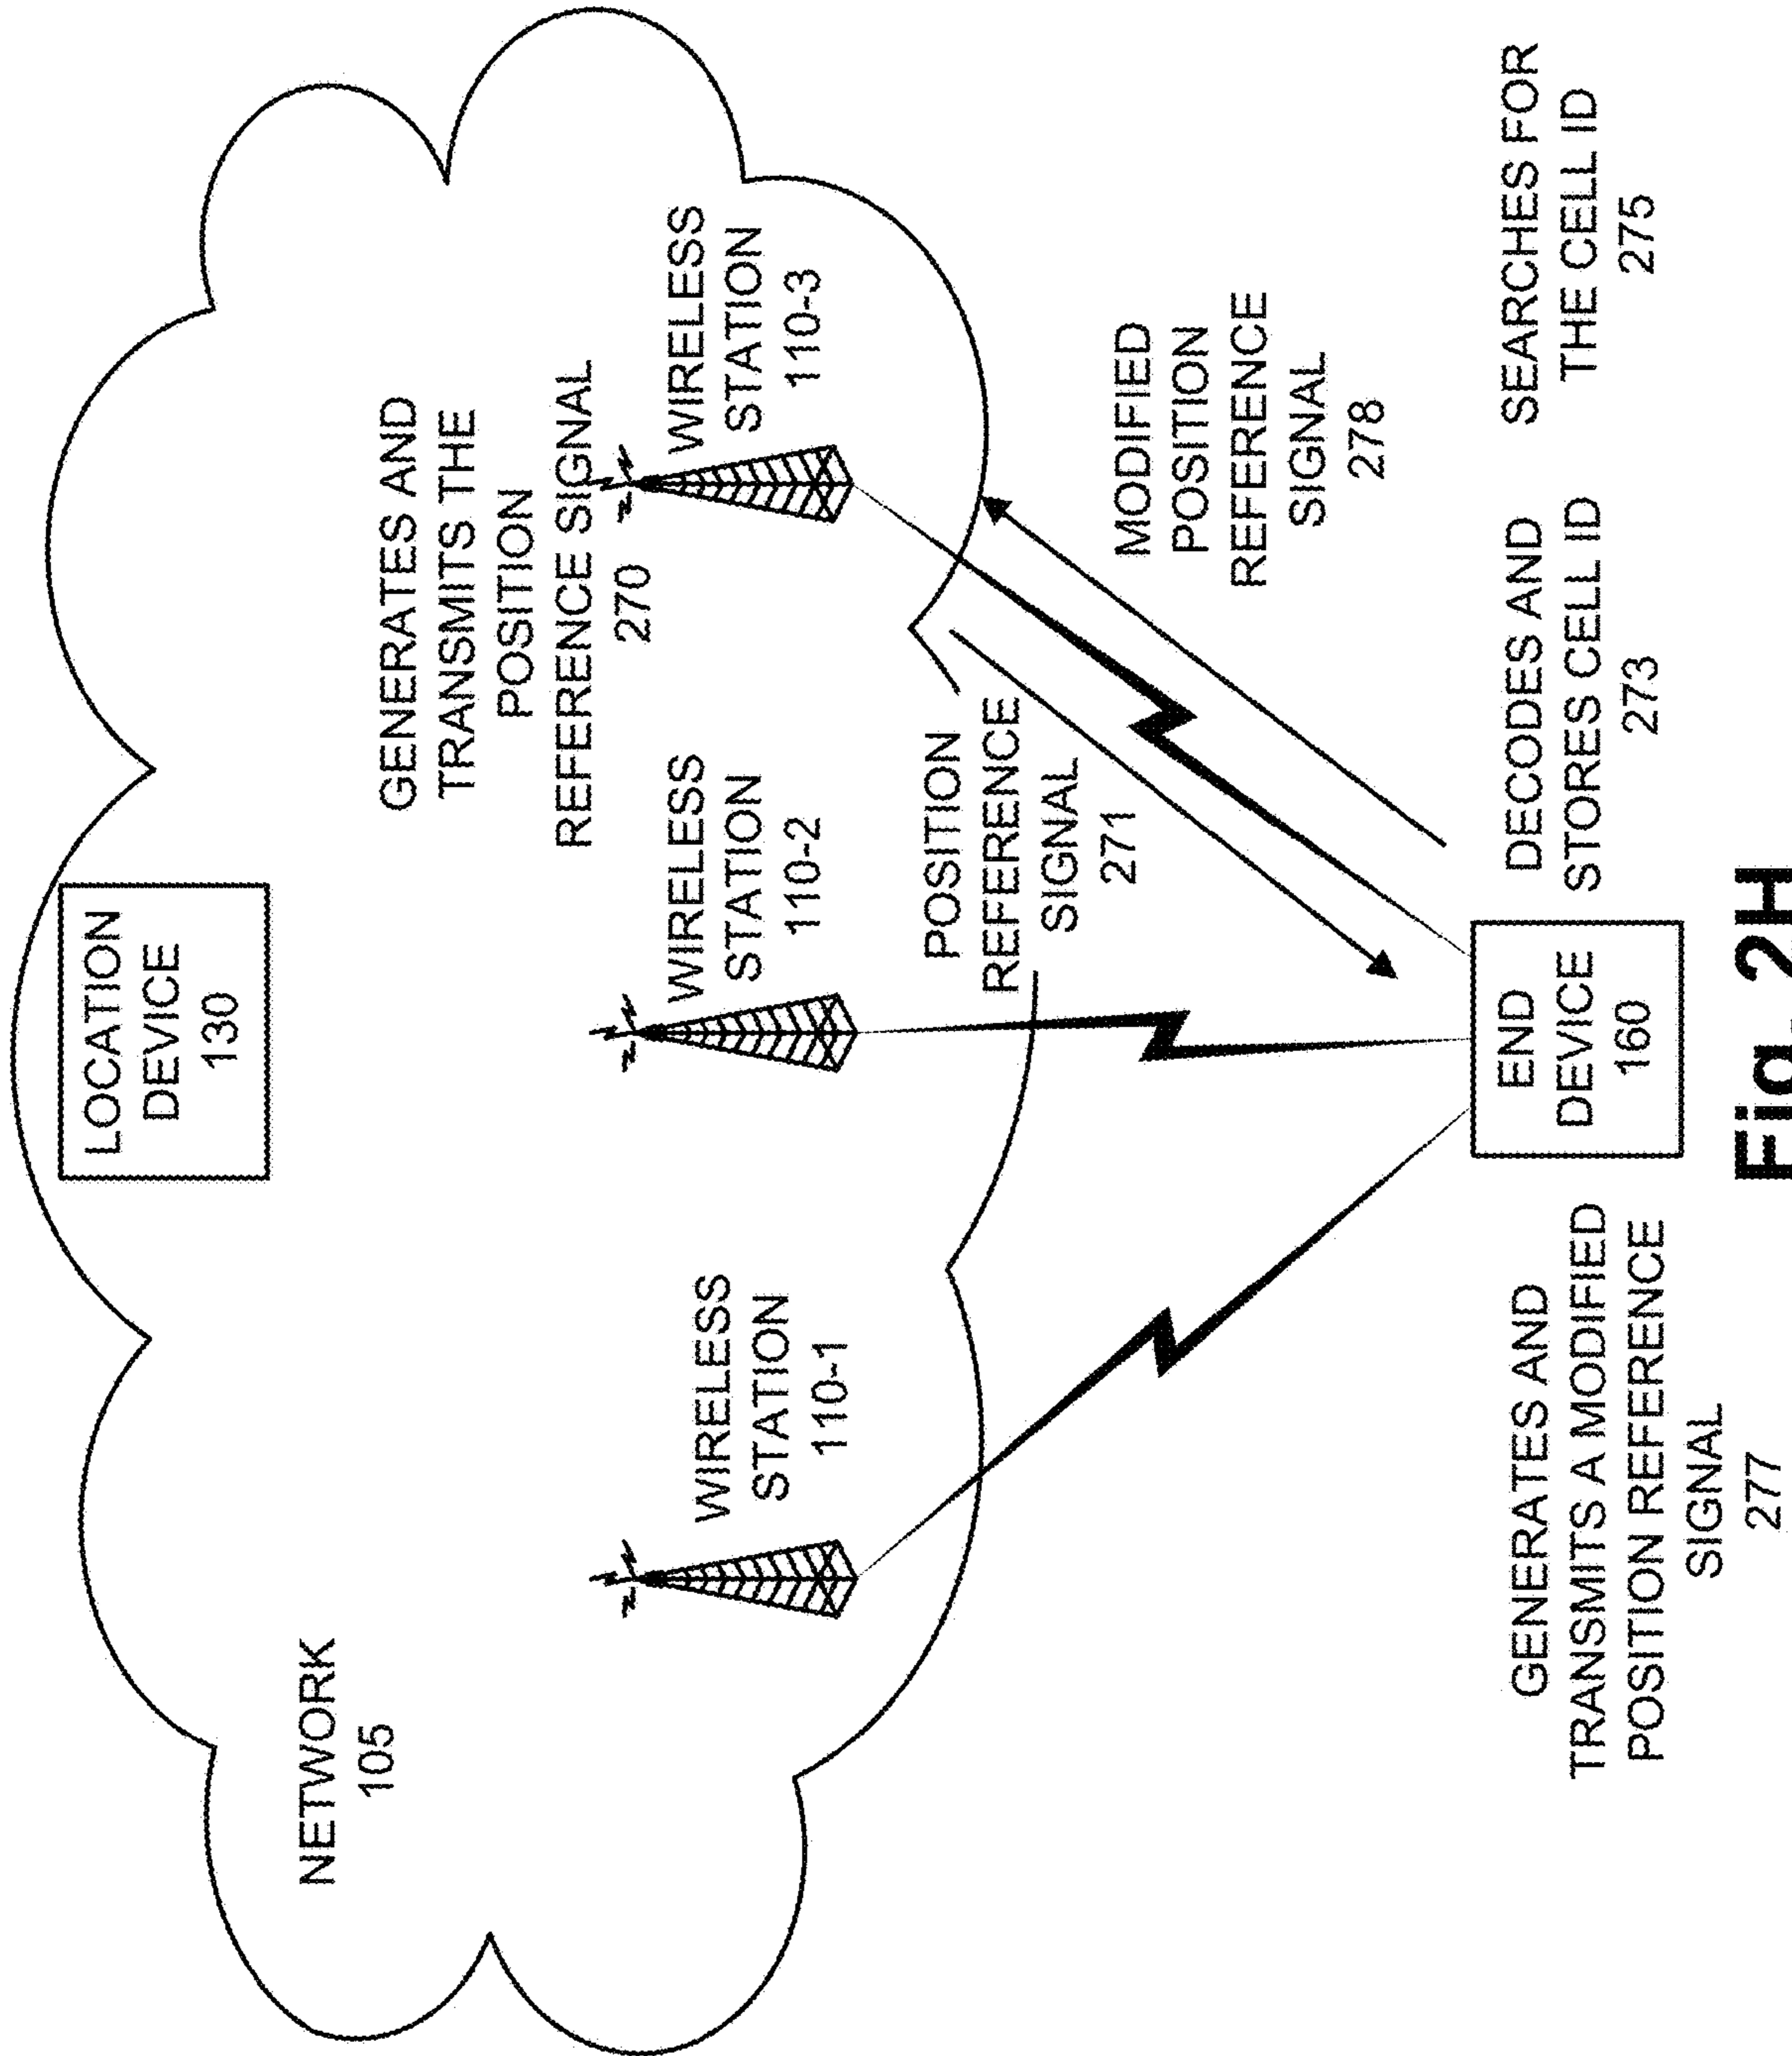 LOCATION
DEVICE
130
NETWORK
105
GENERATES AND
TRANSMITS THE
POSITION
REFERENCE SIGNAL
270
WIRELESS
STATION
110-1
WIRELESS
STATION
110-2
WIRELESS
STATION
110-3
POSITION
REFERENCE
SIGNAL
271
MODIFIED
POSITION
REFERENCE
SIGNAL
278
GENERATES AND
TRANSMITS A MODIFIED
POSITION REFERENCE
SIGNAL
277
END
DEVICE
160
DECODES AND
STORES CELL ID
273
SEARCHES FOR
THE CELL ID
275
Fig. 2H